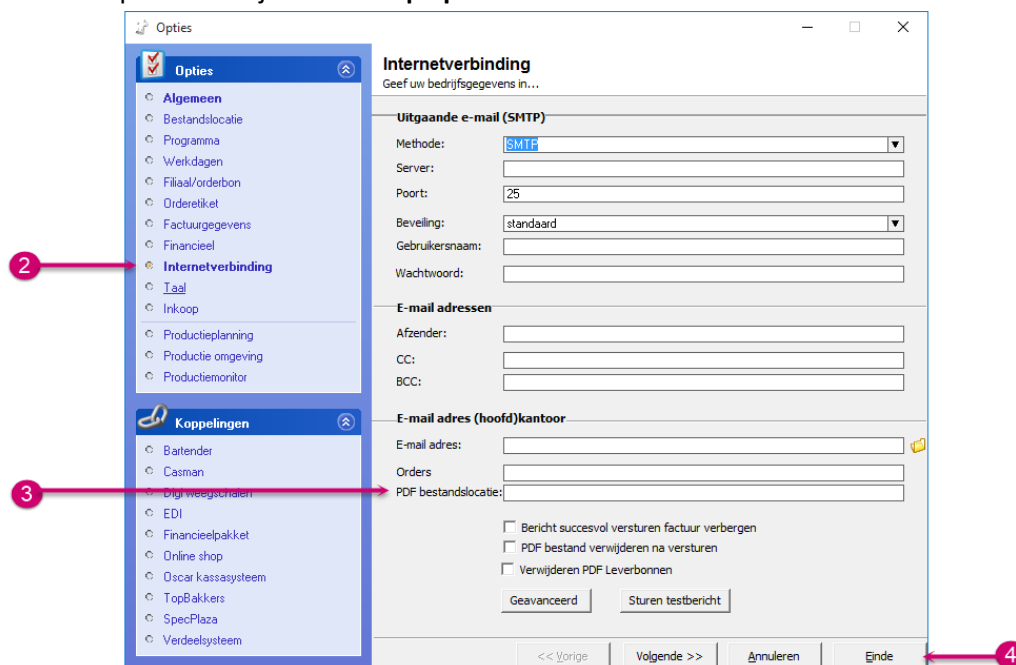 Opties
Opties
Algemeen
Bestandslocatie
Programma
Werkdagen
Filiaal/orderbon
Orderetiket
Factuurgegevens
Financieel
2
Internetverbinding
Taal
Inkoop
Productieplanning
Productie omgeving
Productiemonitor
Koppelingen
Bartender
Casman
3
Digi weegschalen
EDI
Financieelpakket
Online shop
Oscar kassasysteem
TopBakkers
SpecPlaza
Verdeelsysteem
Internetverbinding
Geef uw bedrijfsgegevens in...
Uitgaande e-mail (SMTP)
Methode: SMTP
Server:
Poort: 25
Beveiling: standaard
Gebruikersnaam:
Wachtwoord:
E-mail adressen
Afzender:
CC:
BCC:
E-mail adres (hoofd)kantoor
E-mail adres:
Orders
PDF bestandslocatie:
Bericht succesvol versturen factuur verbergen
PDF bestand verwijderen na versturen
Verwijderen PDF Leverbonnen
Geavanceerd Sturen testbericht
<< Vorige Volgende >> Annuleren Einde 4